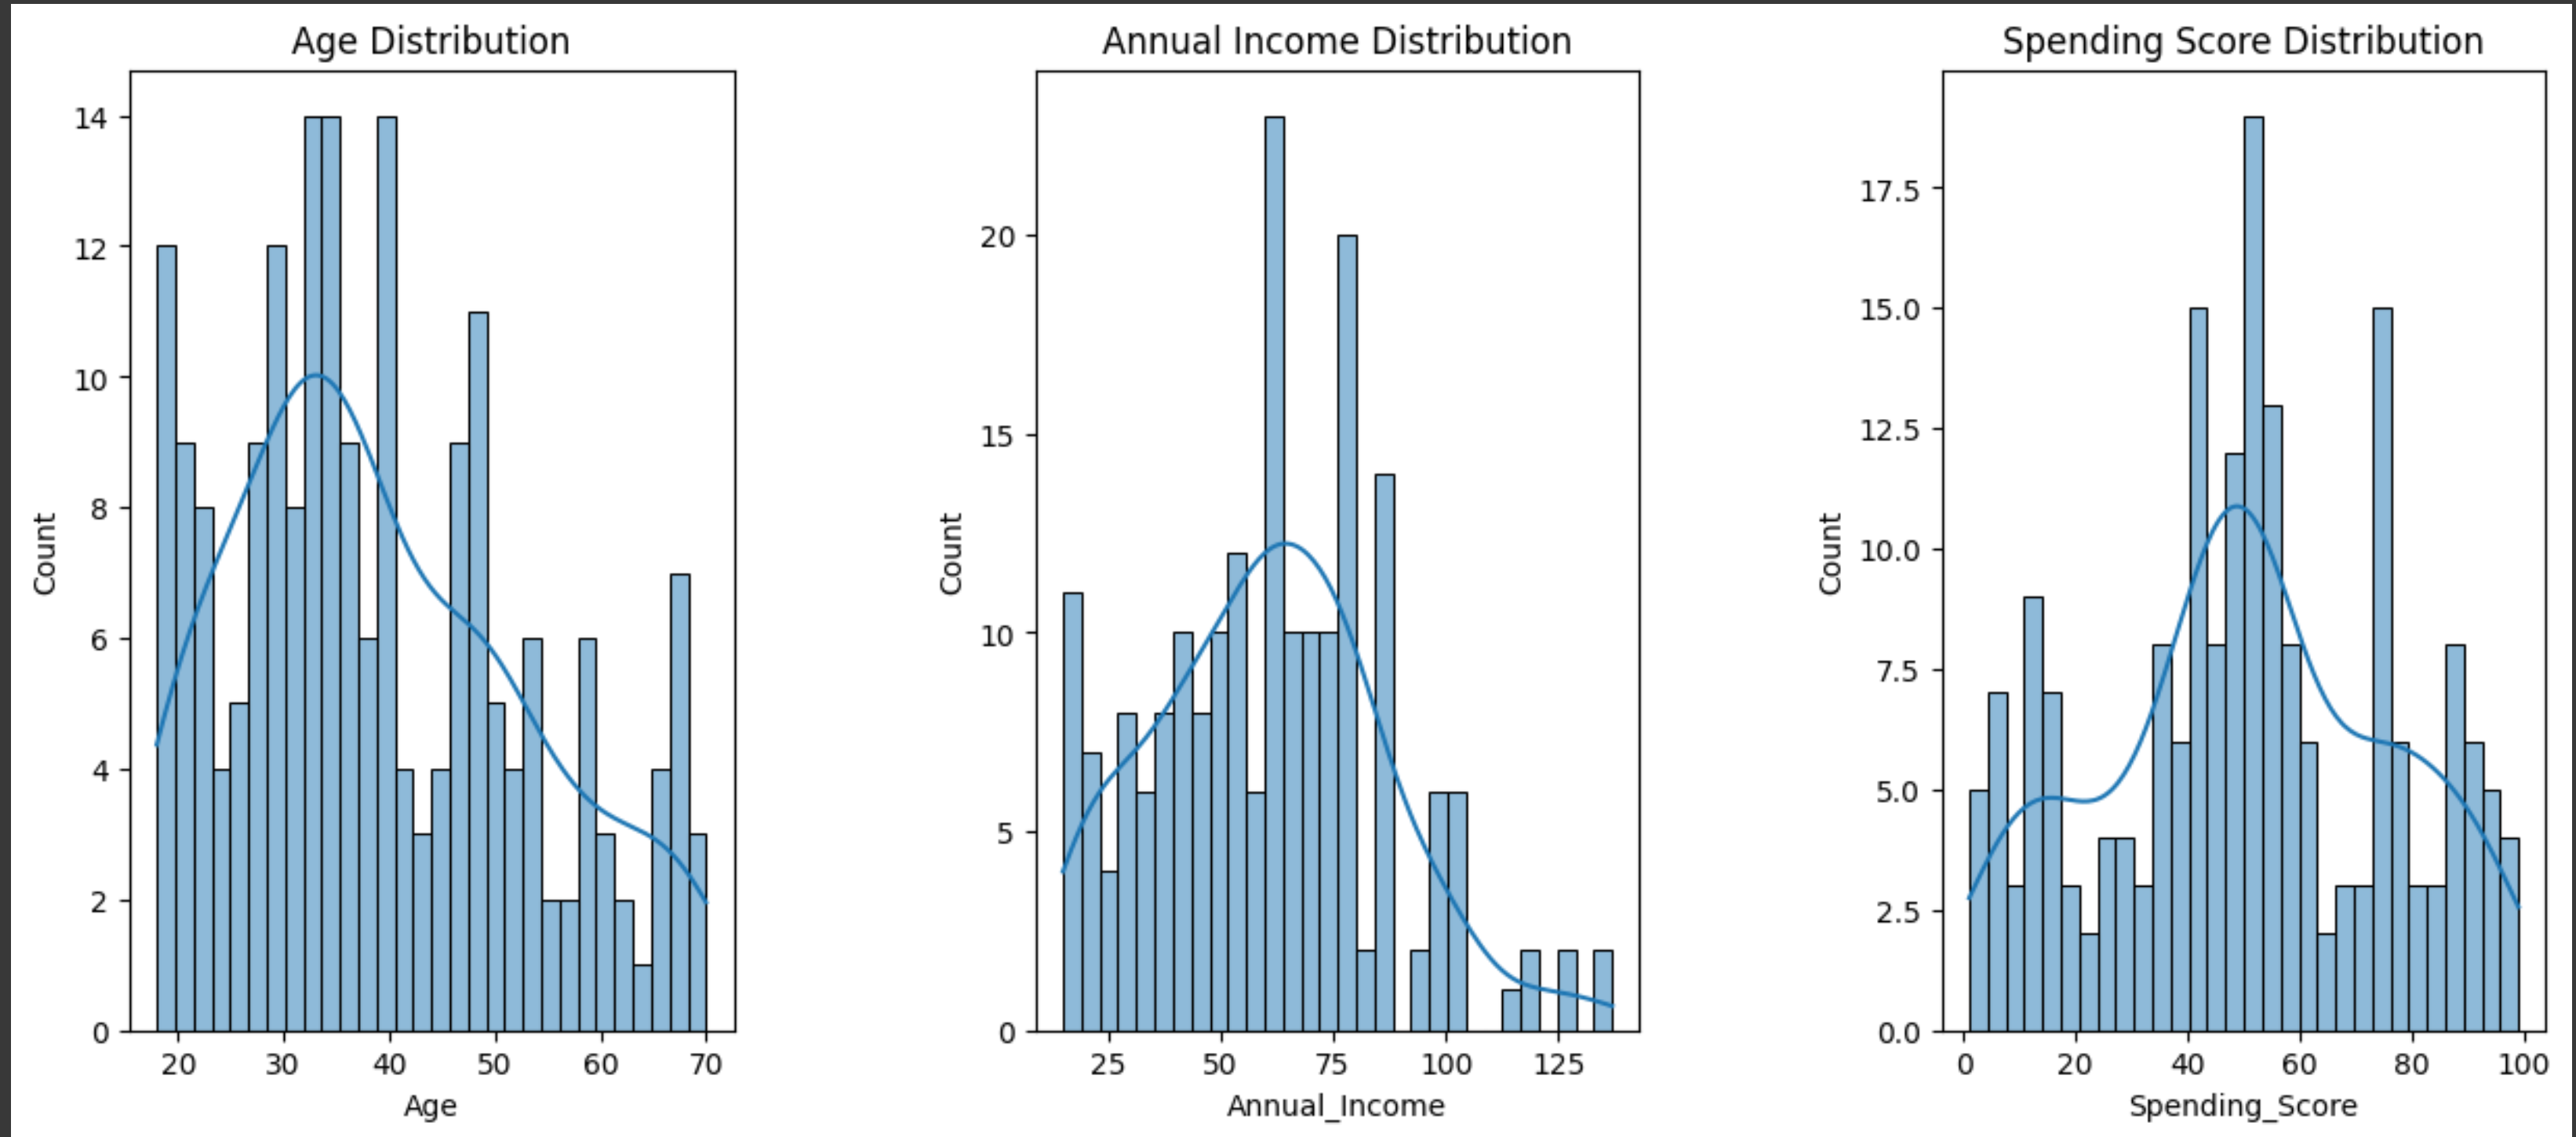 Age Distribution
14
12
10
8
6
4
2
0
Count
20 30 40 50 60 70
Age
Annual Income Distribution
20
15
10
5
0
Count
25 50 75 100 125
Annual_Income
Spending Score Distribution
17.5
15.0
12.5
10.0
7.5
5.0
2.5
0.0
Count
0 20 40 60 80 100
Spending_Score